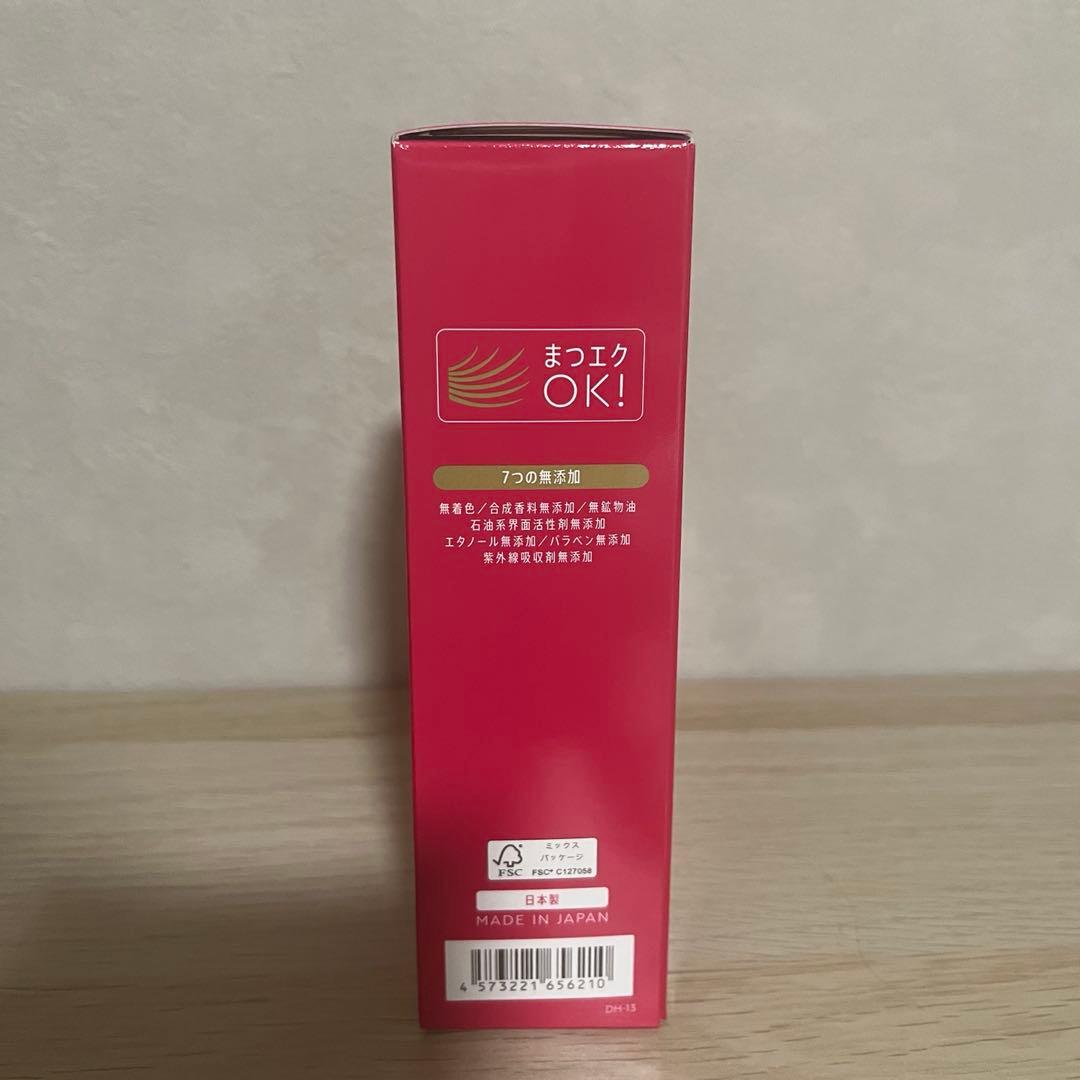 まつエク
OK!
7つの無添加
無着色／合成香料無添加／無鉱物油
石油系界面活性剤無添加
エタノール無添加／パラベン無添加
紫外線吸収剤無添加
ミックス
パッケージ
FSC
FSC® C127058
日本製
MADE IN JAPAN
4 573221 656210
DH-13